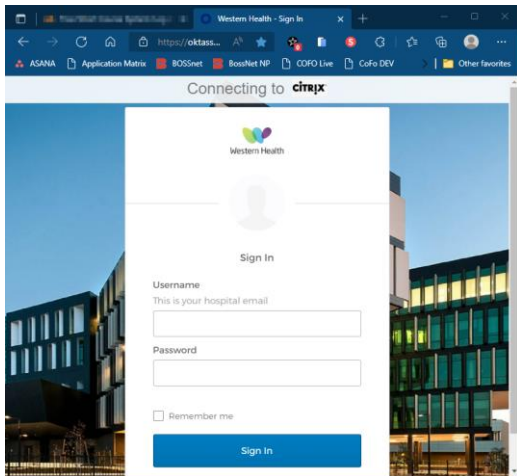 Western Health - Sign In
https://oktass...
ASANA Application Matrix BOSSnet BossNet NP COFO Live CoFo DEV Other favorites
Connecting to CITRIX
Western Health
Sign In
Username
This is your hospital email
Password
Remember me
Sign In